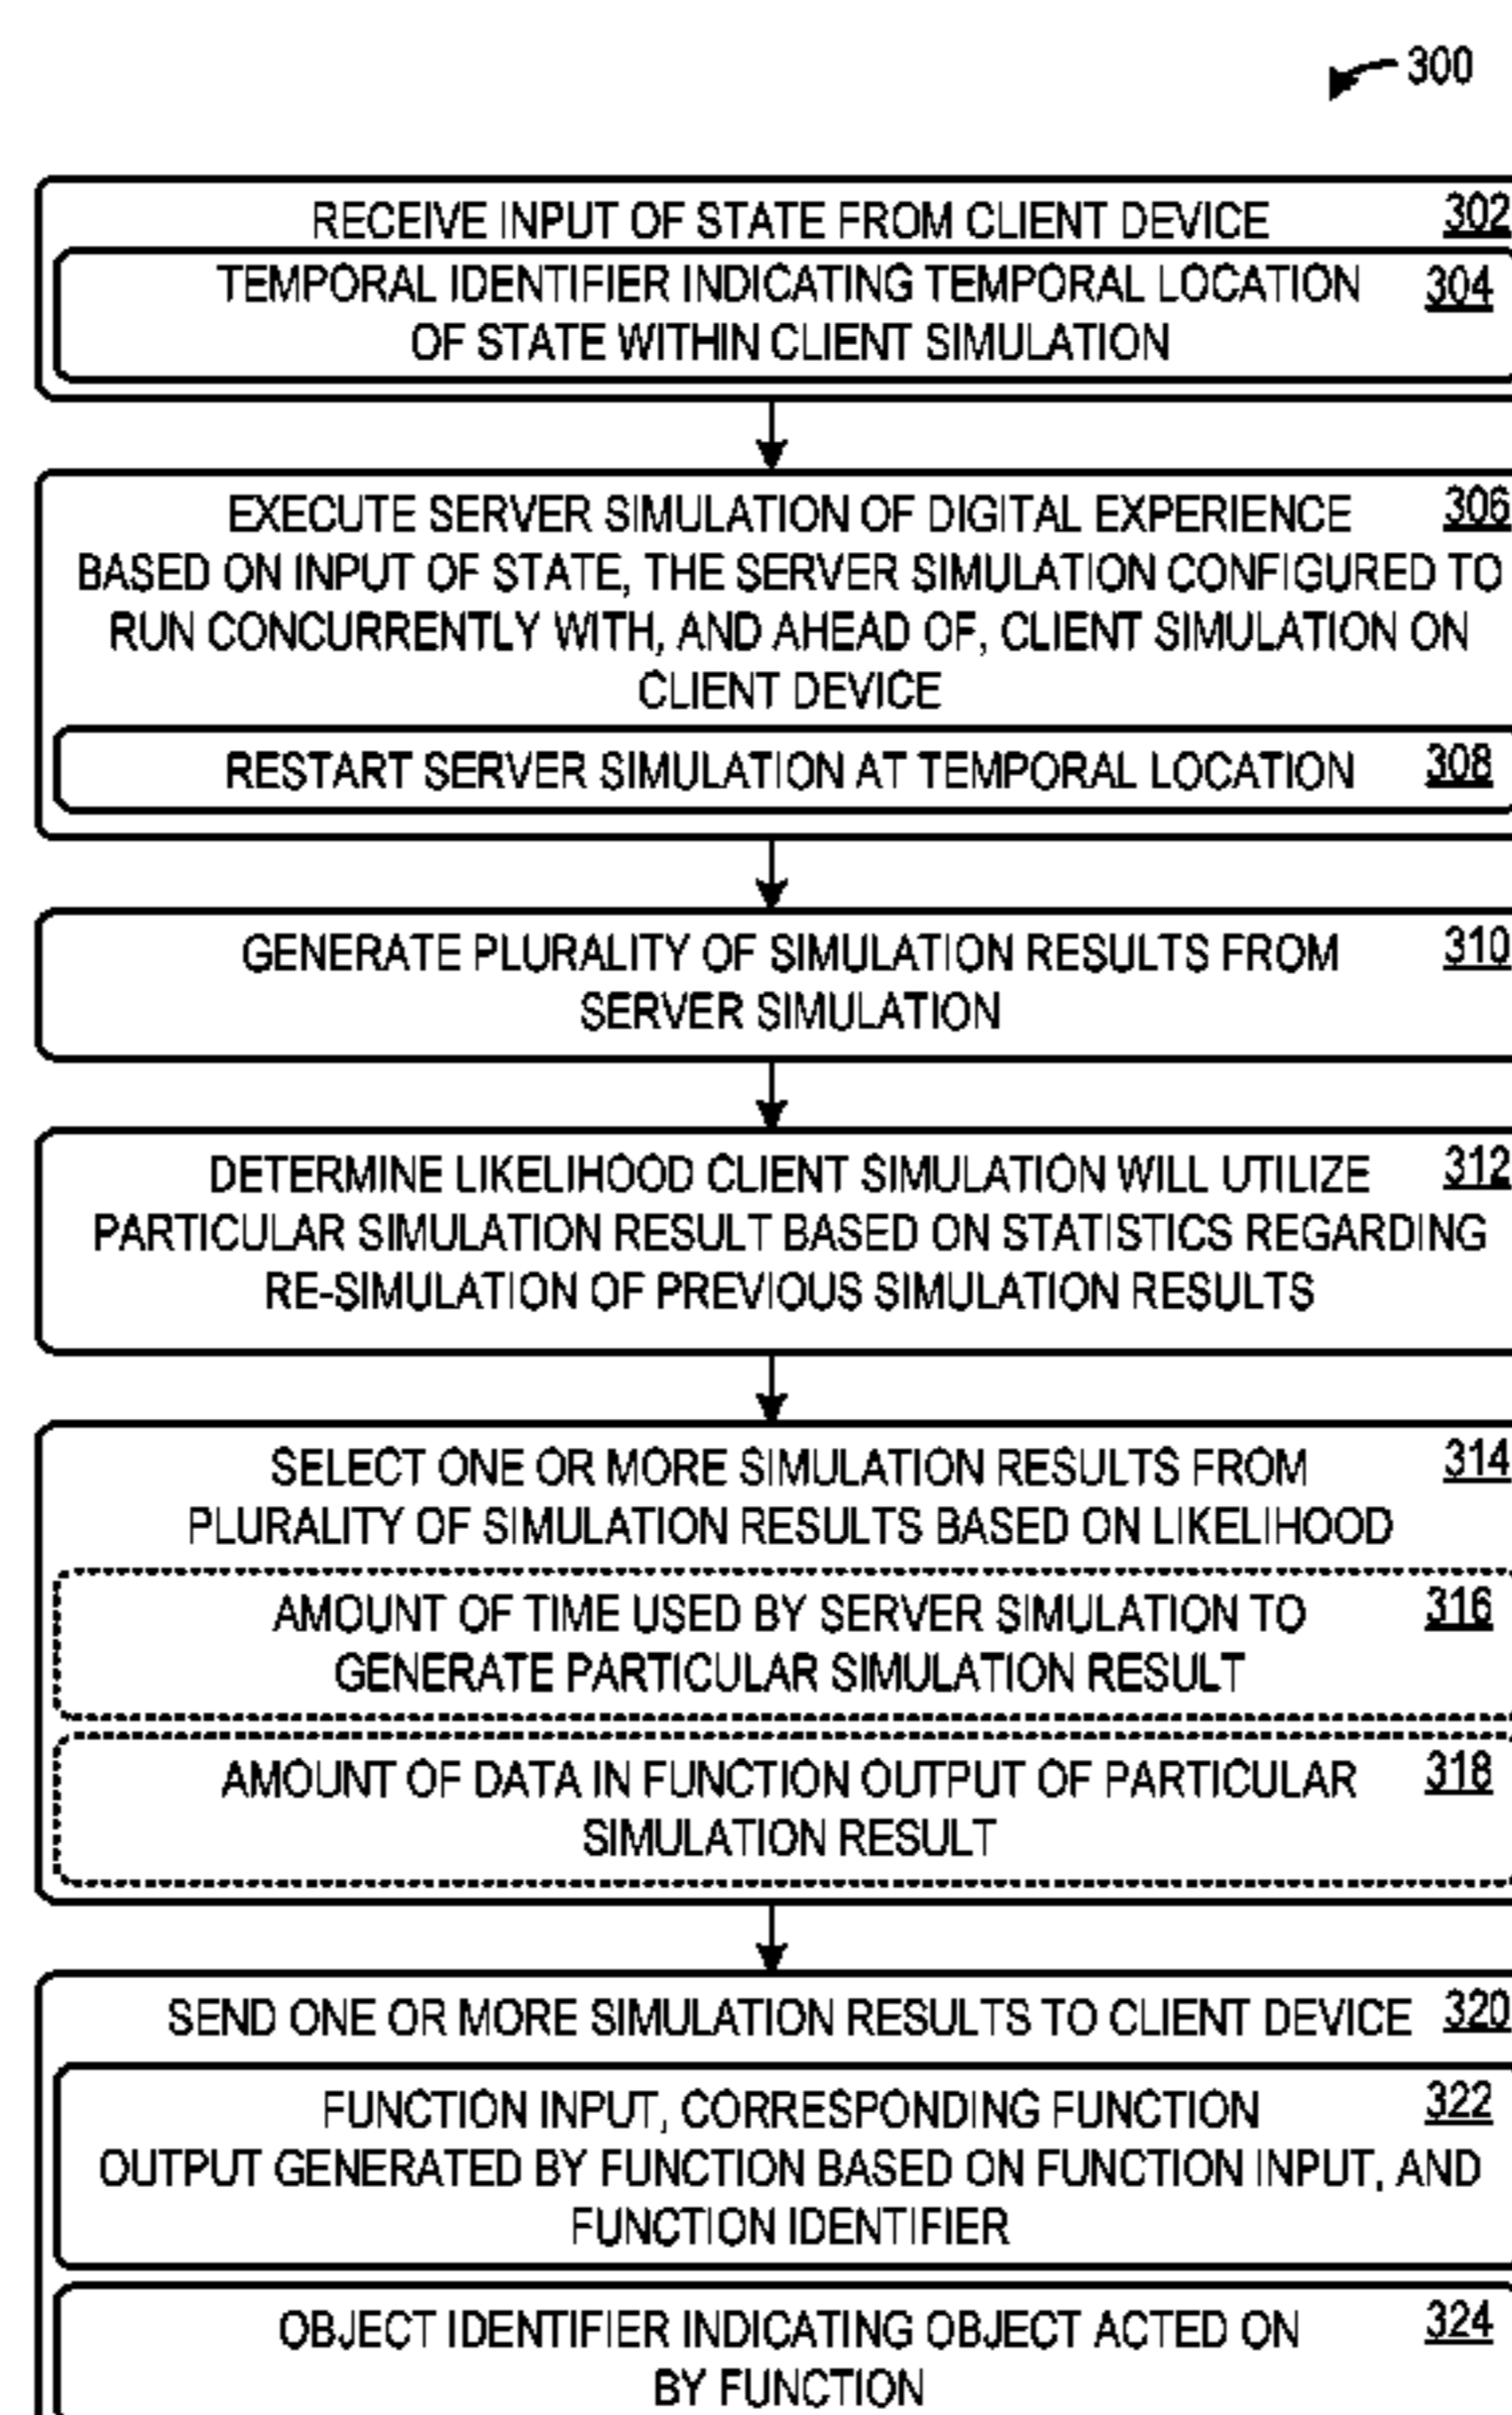 300
RECEIVE INPUT OF STATE FROM CLIENT DEVICE 302
TEMPORAL IDENTIFIER INDICATING TEMPORAL LOCATION 304
OF STATE WITHIN CLIENT SIMULATION
EXECUTE SERVER SIMULATION OF DIGITAL EXPERIENCE 306
BASED ON INPUT OF STATE, THE SERVER SIMULATION CONFIGURED TO
RUN CONCURRENTLY WITH, AND AHEAD OF, CLIENT SIMULATION ON
CLIENT DEVICE
RESTART SERVER SIMULATION AT TEMPORAL LOCATION 308
GENERATE PLURALITY OF SIMULATION RESULTS FROM 310
SERVER SIMULATION
DETERMINE LIKELIHOOD CLIENT SIMULATION WILL UTILIZE 312
PARTICULAR SIMULATION RESULT BASED ON STATISTICS REGARDING
RE-SIMULATION OF PREVIOUS SIMULATION RESULTS
SELECT ONE OR MORE SIMULATION RESULTS FROM 314
PLURALITY OF SIMULATION RESULTS BASED ON LIKELIHOOD
AMOUNT OF TIME USED BY SERVER SIMULATION TO 316
GENERATE PARTICULAR SIMULATION RESULT
AMOUNT OF DATA IN FUNCTION OUTPUT OF PARTICULAR 318
SIMULATION RESULT
SEND ONE OR MORE SIMULATION RESULTS TO CLIENT DEVICE 320
FUNCTION INPUT, CORRESPONDING FUNCTION 322
OUTPUT GENERATED BY FUNCTION BASED ON FUNCTION INPUT, AND
FUNCTION IDENTIFIER
OBJECT IDENTIFIER INDICATING OBJECT ACTED ON 324
BY FUNCTION